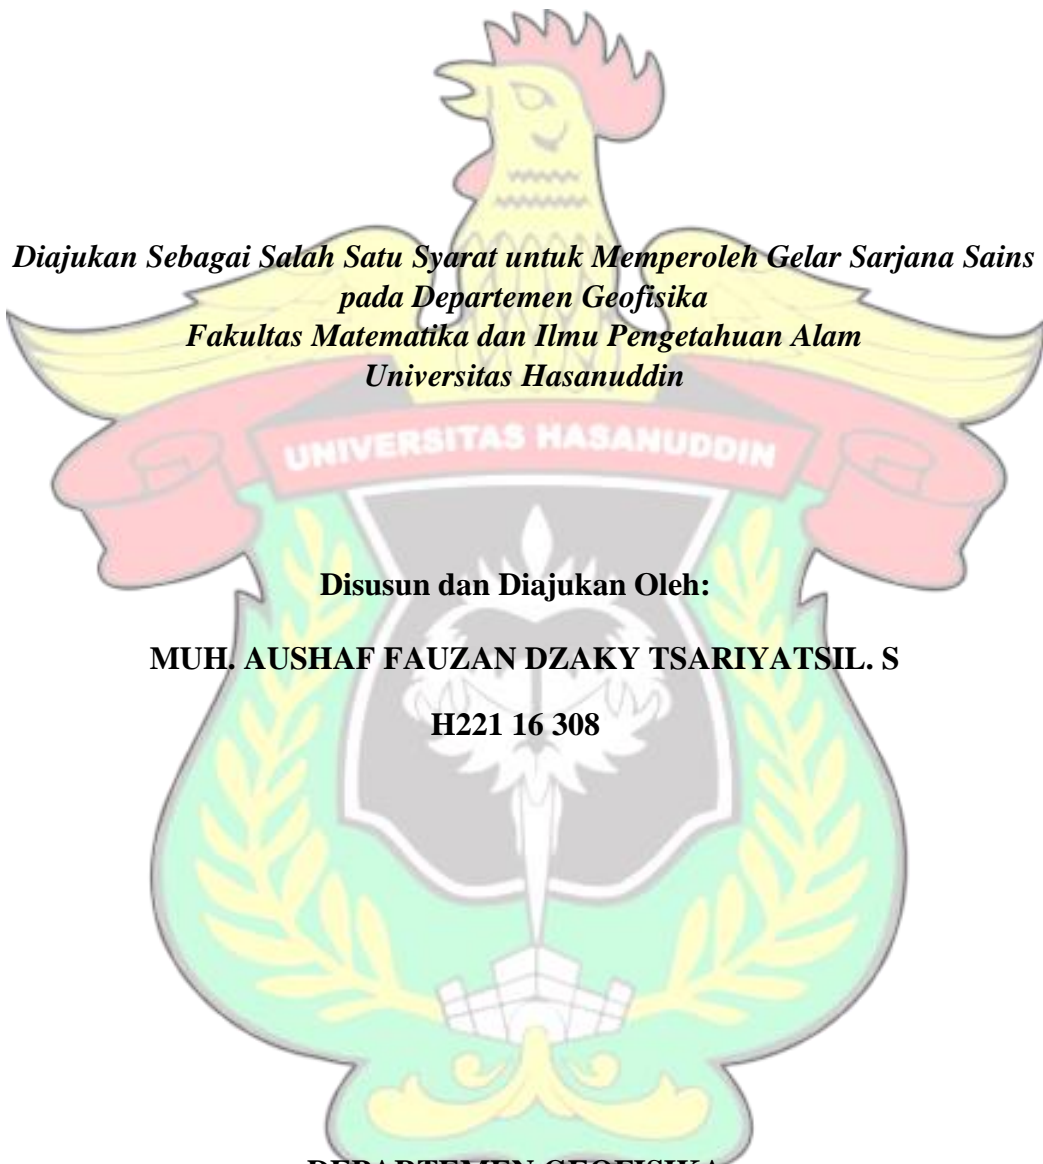 Diajukan Sebagai Salah Satu Syarat untuk Memperoleh Gelar Sarjana Sains
pada Departemen Geofisika
Fakultas Matematika dan Ilmu Pengetahuan Alam
Universitas Hasanuddin
UNIVERSITAS HASANUDDIN
Disusun dan Diajukan Oleh:
MUH. AUSHAF FAUZAN DZAKY TSARIYATSIL. S
H221 16 308
DEPARTEMEN GEOFISIKA